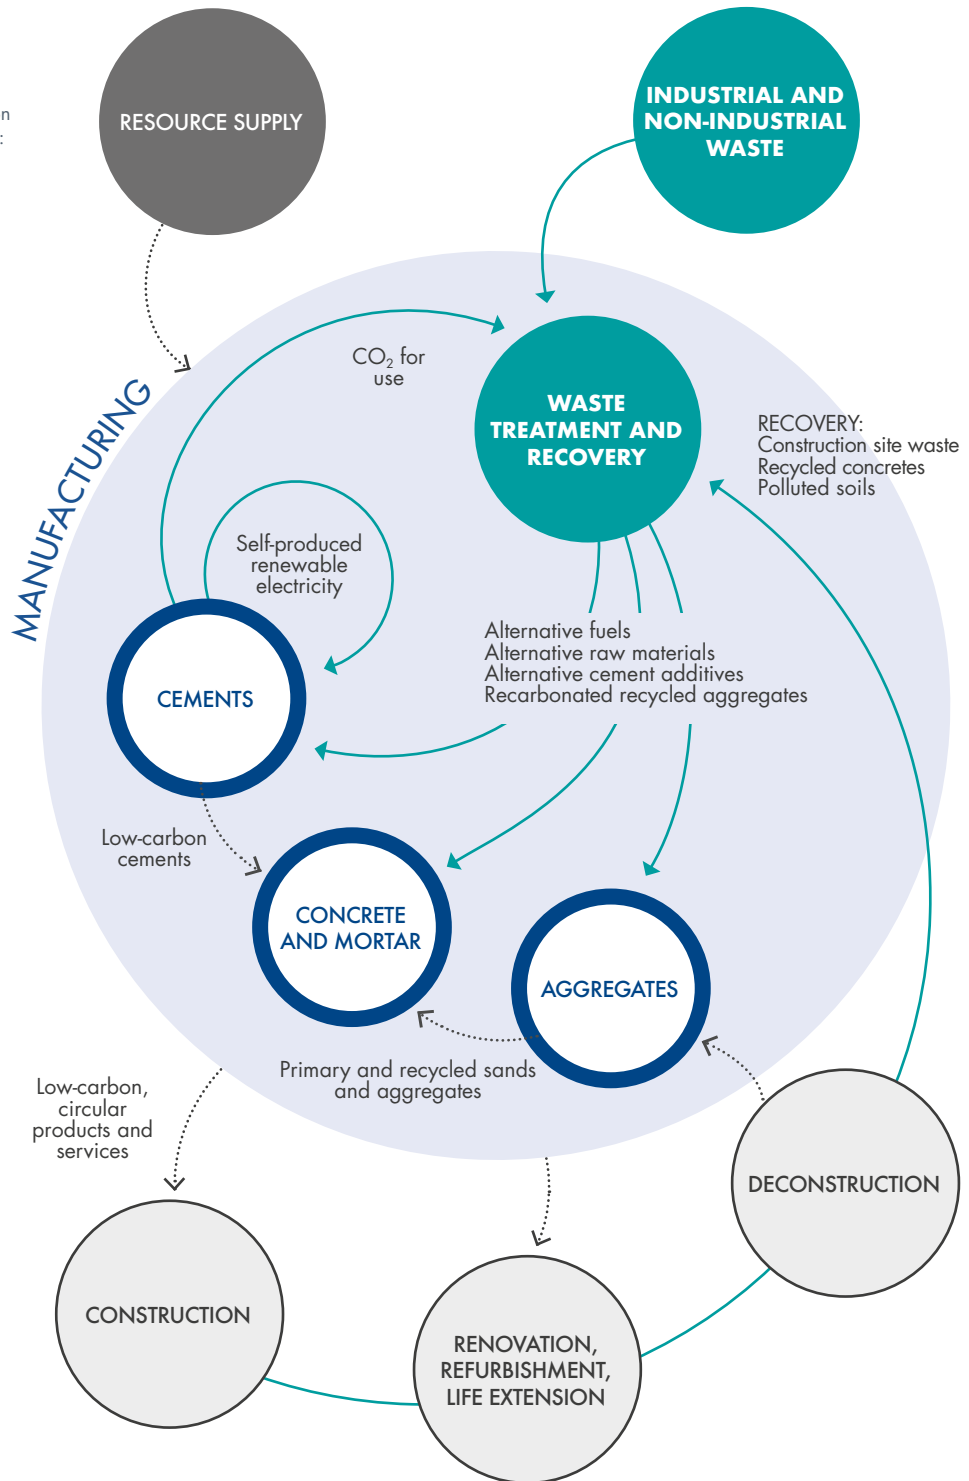 n
:
RESOURCE SUPPLY
INDUSTRIAL AND
NON-INDUSTRIAL
WASTE
MANUFACTURING
CO₂ for
use
WASTE
TREATMENT AND
RECOVERY
RECOVERY:
Construction site waste
Recycled concretes
Polluted soils
Self-produced
renewable
electricity
Alternative fuels
Alternative raw materials
Alternative cement additives
Recarbonated recycled aggregates
CEMENTS
Low-carbon
cements
CONCRETE
AND MORTAR
AGGREGATES
Primary and recycled sands
and aggregates
Low-carbon,
circular
products and
services
DECONSTRUCTION
CONSTRUCTION
RENOVATION,
REFURBISHMENT,
LIFE EXTENSION